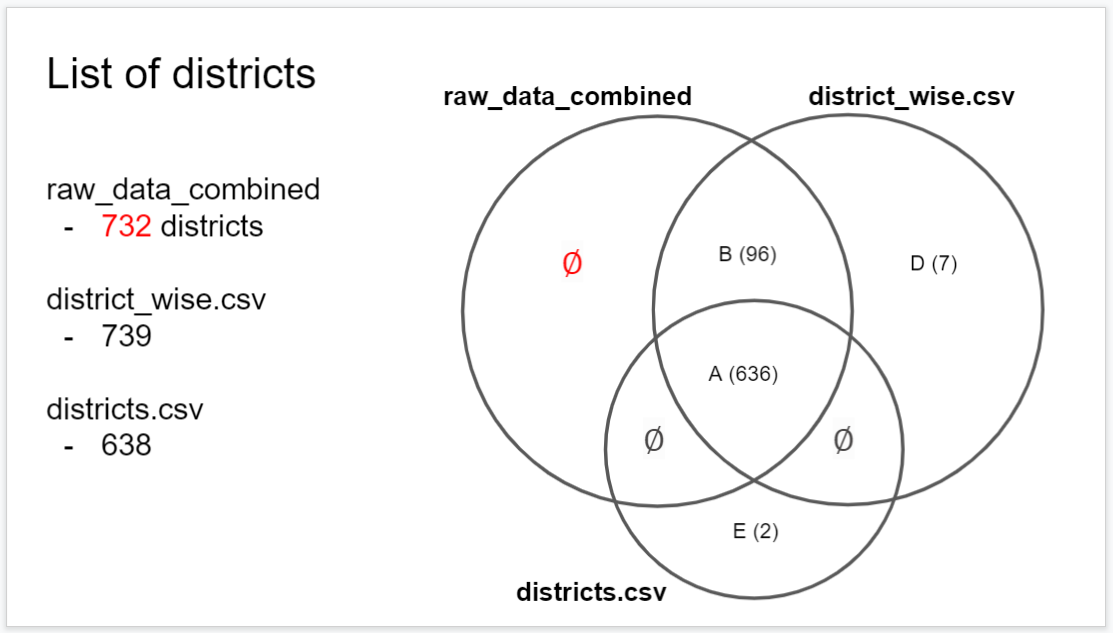 List of districts
raw_data_combined
- 732 districts
district_wise.csv
- 739
districts.csv
- 638
raw_data_combined
district_wise.csv
∅
B (96)
D (7)
A (636)
∅
∅
E (2)
districts.csv